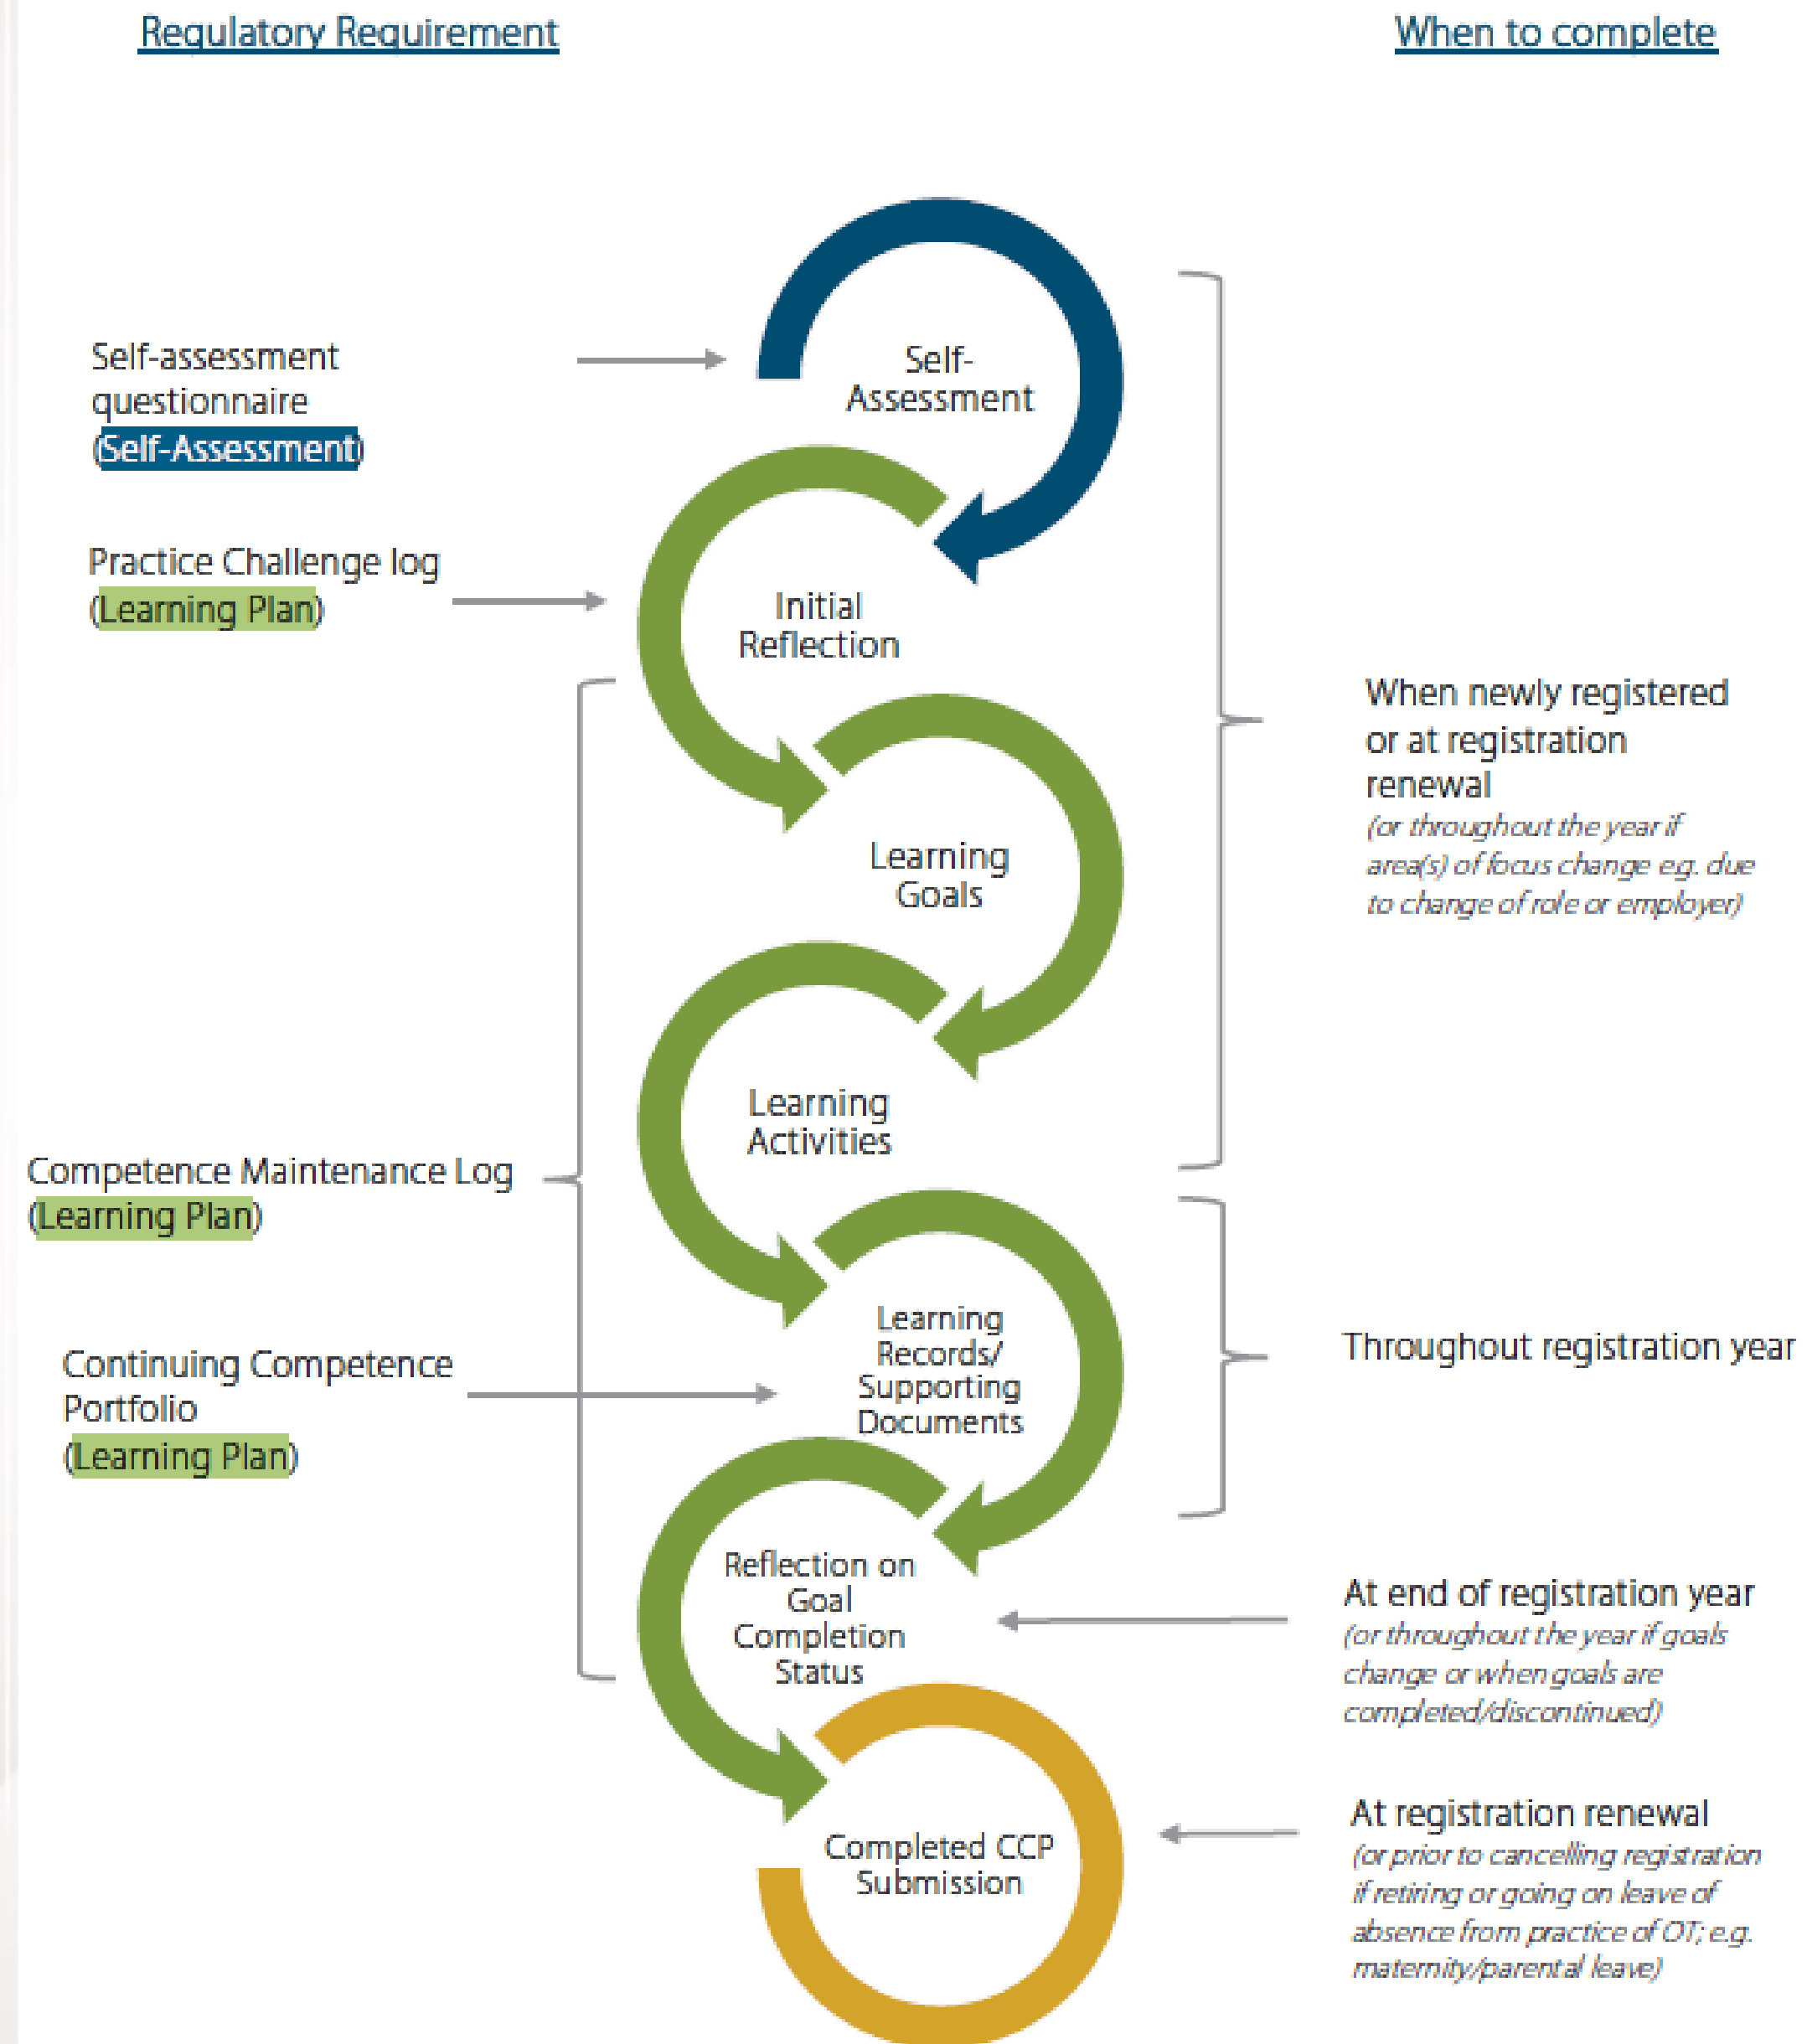 Regulatory Requirement
When to complete
Self-assessment
questionnaire
(Self-Assessment)
Self-
Assessment
Practice Challenge log
(Learning Plan)
Initial
Reflection
When newly registered
or at registration
renewal
(or throughout the year if
area(s) of focus change e.g. due
to change of role or employer)
Learning
Goals
Learning
Activities
Competence Maintenance Log
(Learning Plan)
Learning
Records/
Supporting
Documents
Throughout registration year
Continuing Competence
Portfolio
(Learning Plan)
Reflection on
Goal
Completion
Status
At end of registration year
(or throughout the year if goals
change or when goals are
completed/discontinued)
Completed CCP
Submission
At registration renewal
(or prior to cancelling registration
if retiring or going on leave of
absence from practice of OT; e.g.
maternity/parental leave)